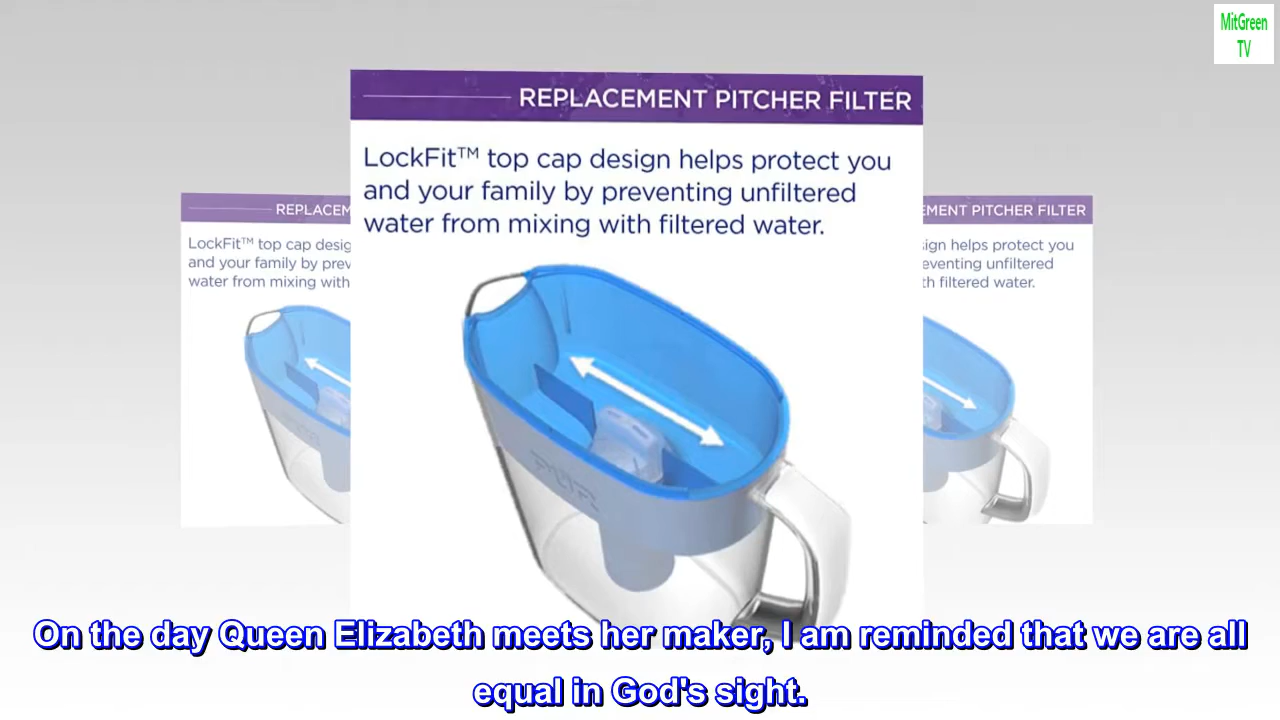 MitGreen
TV
REPLACEMENT PITCHER FILTER
LockFit™ top cap design helps protect you
and your family by preventing unfiltered
water from mixing with filtered water.
REPLACEM
LockFit™ top cap desig
and your family by prev
water from mixing with
EMENT PITCHER FILTER
ign helps protect you
eventing unfiltered
th filtered water.
PUR
On the day Queen Elizabeth meets her maker, I am reminded that we are all
equal in God's sight.